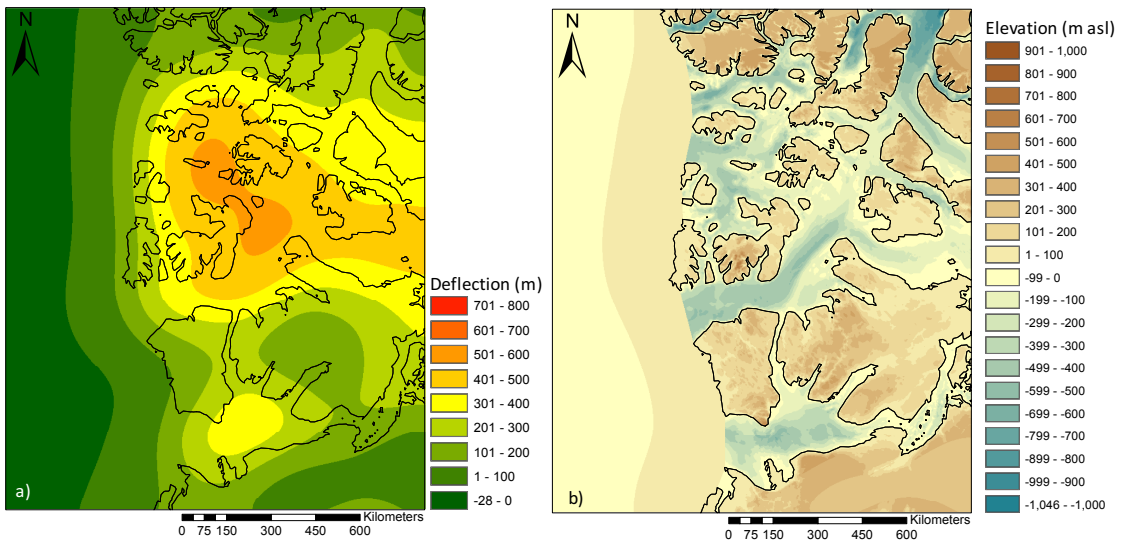 N
a)
Deflection (m)
701 - 800
601 - 700
501 - 600
401 - 500
301 - 400
201 - 300
101 - 200
1 - 100
-28 - 0
Kilometers
0 75 150 300 450 600
N
b)
Elevation (m asl)
901 - 1,000
801 - 900
701 - 800
601 - 700
501 - 600
401 - 500
301 - 400
201 - 300
101 - 200
1 - 100
-99 - 0
-199 - -100
-299 - -200
-399 - -300
-499 - -400
-599 - -500
-699 - -600
-799 - -700
-899 - -800
-999 - -900
-1,046 - -1,000
Kilometers
0 75 150 300 450 600